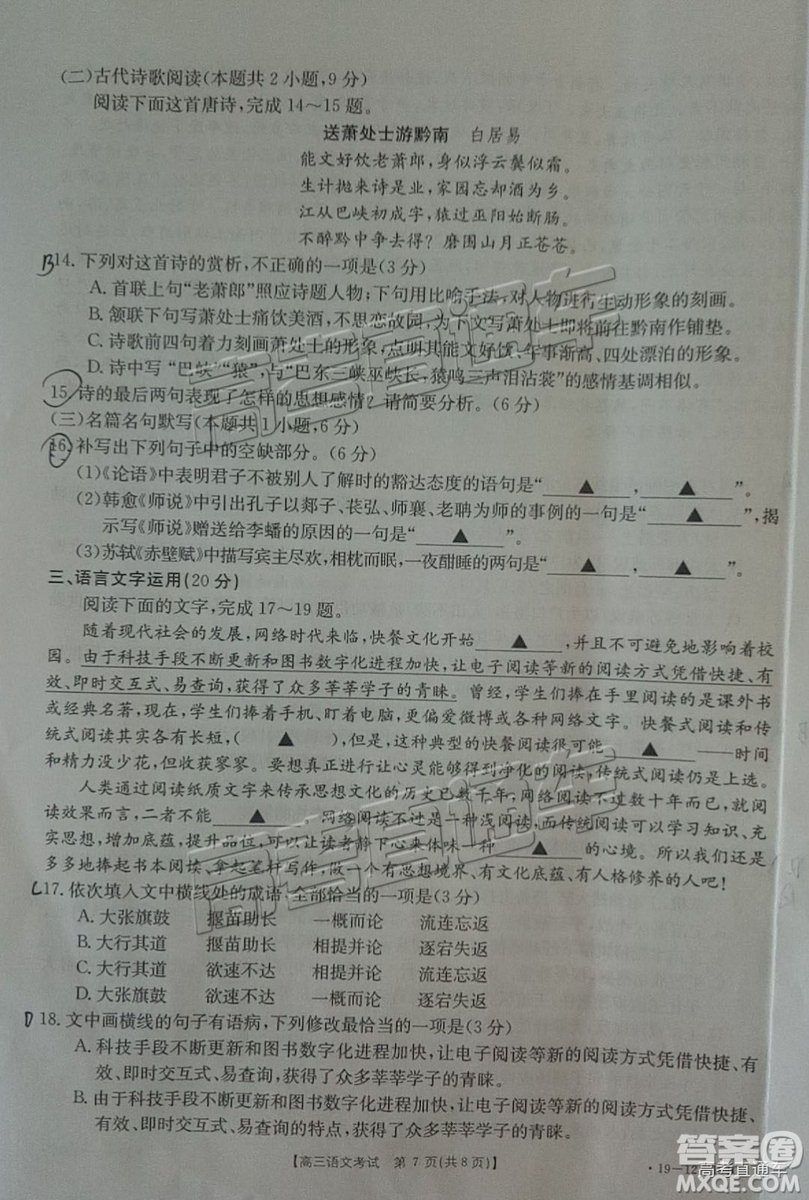 (二)古代诗歌阅读(本题共2小题,9分)
阅读下面这首唐诗,完成14~15题。
送萧处士游黔南 白居易
能文好饮老萧郎,身似浮云鬓似霜。
生计抛来诗是业,家园忘却酒为乡。
江从巴峡初成字,猿过巫阳始断肠。
不醉黔中争去得?磨围山月正苍苍。
B14.下列对这首诗的赏析,不正确的一项是(3分)
A.首联上句“老萧郎”照应诗题人物;下句用比喻手法,对人物进行生动形象的刻画。
B.颔联下句写萧处士痛饮美酒,不思恋故园,为下文写萧处士即将前往黔南作铺垫。
C.诗歌前四句着力刻画萧处士的形象,点明其能文善饮、年事渐高、四处漂泊的形象。
D.诗中写“巴峡”“猿”,与“巴东三峡巫峡长,猿鸣三声泪沾裳”的感情基调相似。
15.诗的最后两句表现了怎样的思想感情?请简要分析。(6分)
(三)名篇名句默写(本题共1小题,6分)
16.补写出下列句子中的空缺部分。(6分)
(1)《论语》中表明君子不被别人了解时的豁达态度的语句是“ ▲ , ▲ ”。
(2)韩愈《师说》中引出孔子以郯子、苌弘、师襄、老聃为师的事例的一句是“ ▲ ”,揭
示写《师说》赠送给李蟠的原因的一句是“ ▲ ”。
(3)苏轼《赤壁赋》中描写宾主尽欢,相枕而眠,一夜酣睡的两句是“ ▲ , ▲ ”。
三、语言文字运用(20分)
阅读下面的文字,完成17~19题。
随着现代社会的发展,网络时代来临,快餐文化开始 ▲ ,并且不可避免地影响着校
园。由于科技手段不断更新和图书数字化进程加快,让电子阅读等新的阅读方式凭借快捷、有
效、即时交互式、易查询,获得了众多莘莘学子的青睐。曾经,学生们捧在手里阅读的是课外书
或经典名著,现在,学生们捧着手机、盯着电脑,更偏爱微博或各种网络文字。快餐式阅读和传
统式阅读实际上各有长短,( ▲ )。但是,这种典型的快餐阅读很可能 ▲ ——时间
和精力没少花,但收获寥寥。要想真正进行让心灵能够得到净化的阅读,传统式阅读仍是上选。
人类通过阅读纸质文字来传承思想文化的历史已数千年;网络阅读不过数十年而已,就阅
读效果而言,二者不能 ▲ 。网络阅读不过是一种浅阅读,而传统阅读可以学习知识、充
实思想,增加底蕴,提升品位,可以让读者静下心来体味一种 ▲ 的心境。所以,我们还是
多多地捧起书本阅读、拿起笔杆写作,做一个有思想高度、有文化底蕴、有人格修养的人吧!
C17.依次填入文中横线处的成语,全部恰当的一项是(3分)
A.大张旗鼓 揠苗助长 一概而论 流连忘返
B.大行其道 揠苗助长 相提并论 逐宕失返
C.大行其道 欲速不达 相提并论 流连忘返
D.大张旗鼓 欲速不达 一概而论 逐宕失返
D 18.文中画横线的句子有语病,下列修改最恰当的一项是(3分)
A.科技手段不断更新和图书数字化进程加快,让电子阅读等新的阅读方式凭借快捷、有
效、即时交互式、易查询,获得了众多莘莘学子的青睐。
B.由于科技手段不断更新和图书数字化进程加快,让电子阅读等新的阅读方式凭借快捷、
有效、即时交互式、易查询,获得了众多莘莘学子的青睐。
【高三语文考试 第7页(共8页)】
·19-12
答案圈
高考直通车